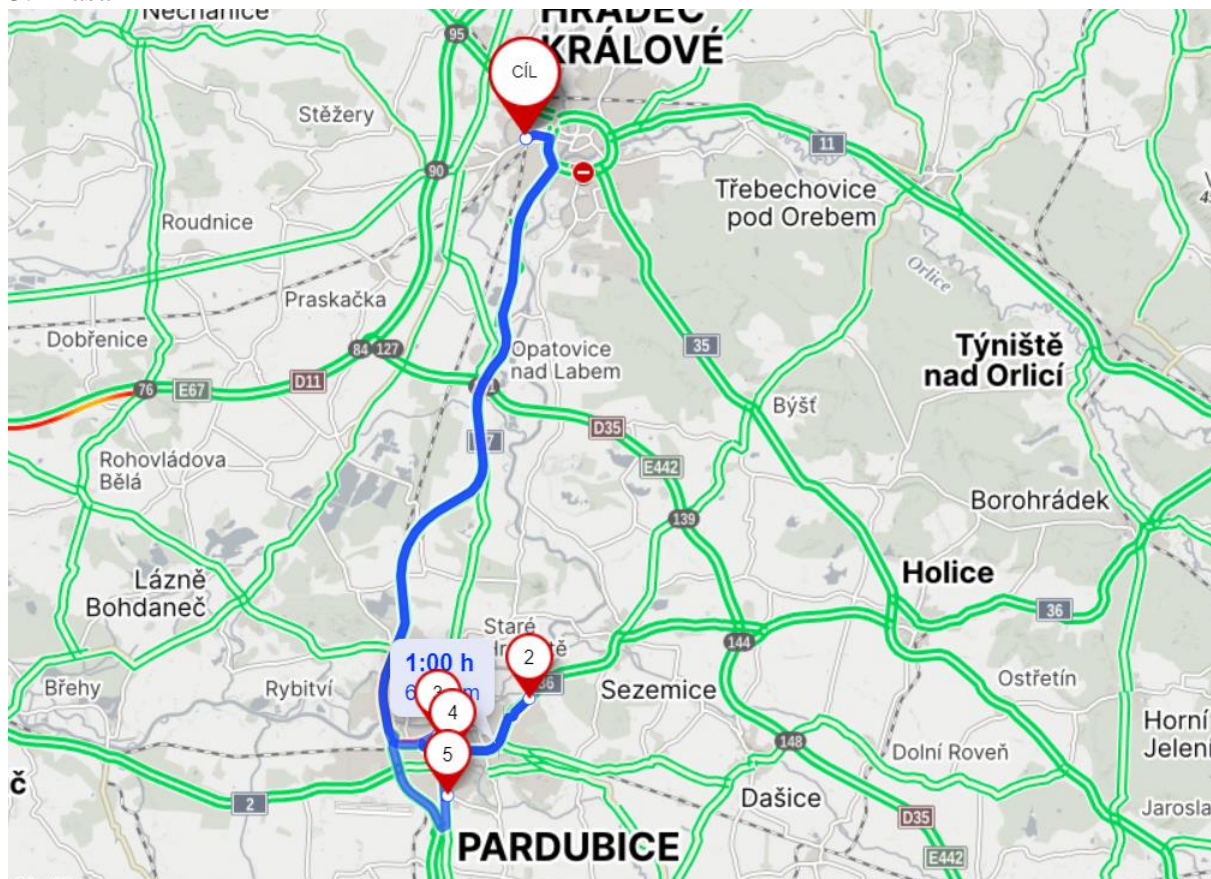 Nechanice
HRADEC
KRÁLOVÉ
95
CÍL
Stěžery
11
90
Třebechovice
pod Orebem
Roudnice
Orlice
Praskačka
Dobřenice
84
127
35
Opatovice
nad Labem
Týniště
nad Orlicí
76
E67
D11
Býšť
D35
Rohovládova
Bělá
E442
Borohrádek
139
Lázně
Bohdaneč
Holice
36
Staré
144
1:00 h
2
3
36
Břehy
Rybitví
Sezemice
Ostřetín
4
Horní
Jelení
148
Dolní Roveň
5
2
Dašice
Jarosla
č
D35
PARDUBICE
E442